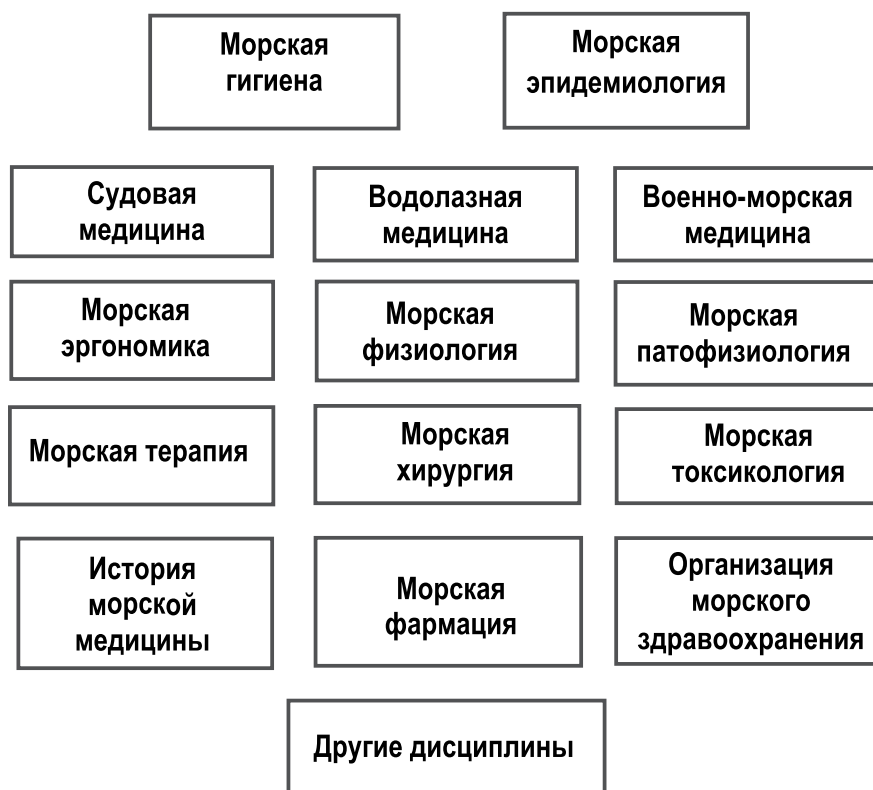 Морская
гигиена
Морская
эпидемиология
Судовая
медицина
Водолазная
медицина
Военно-морская
медицина
Морская
эргономика
Морская
физиология
Морская
патофизиология
Морская терапия
Морская
хирургия
Морская
токсикология
История
морской
медицины
Морская
фармация
Организация
морского
здравоохранения
Другие дисциплины